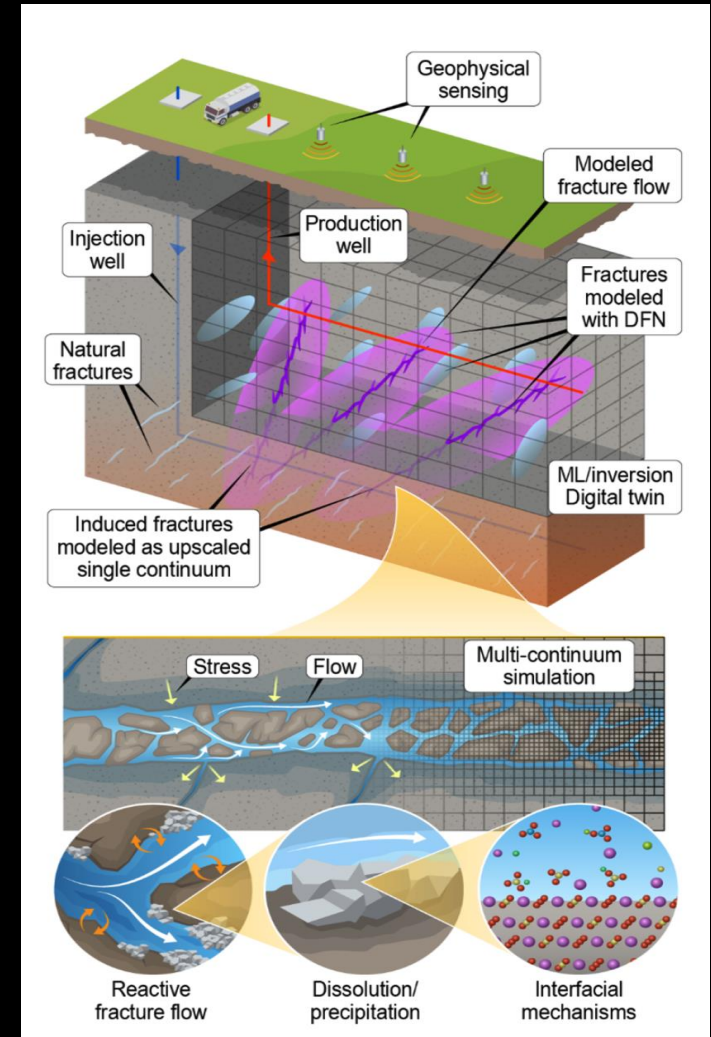 Geophysical
sensing
Modeled
fracture flow
Production
well
Injection
well
Fractures
modeled
with DFN
Natural
fractures
ML/inversion
Digital twin
Induced fractures
modeled as upscaled
single continuum
Stress
Flow
Multi-continuum
simulation
Reactive
fracture flow
Dissolution/
precipitation
Interfacial
mechanisms